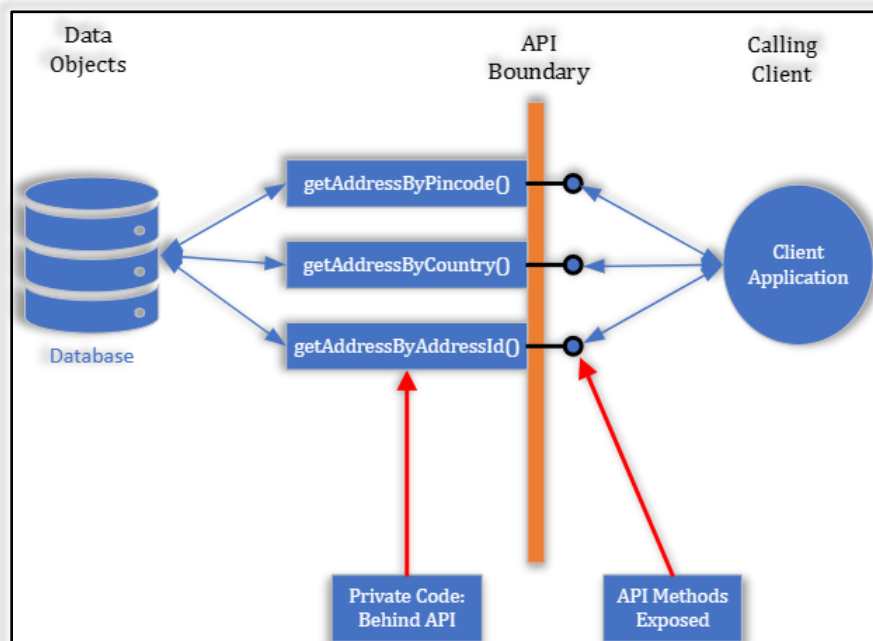 Data
Objects
API
Boundary
Calling
Client
getAddressByPincode()
getAddressByCountry()
getAddressByAddressId()
Client
Application
Database
Private Code:
Behind API
API Methods
Exposed